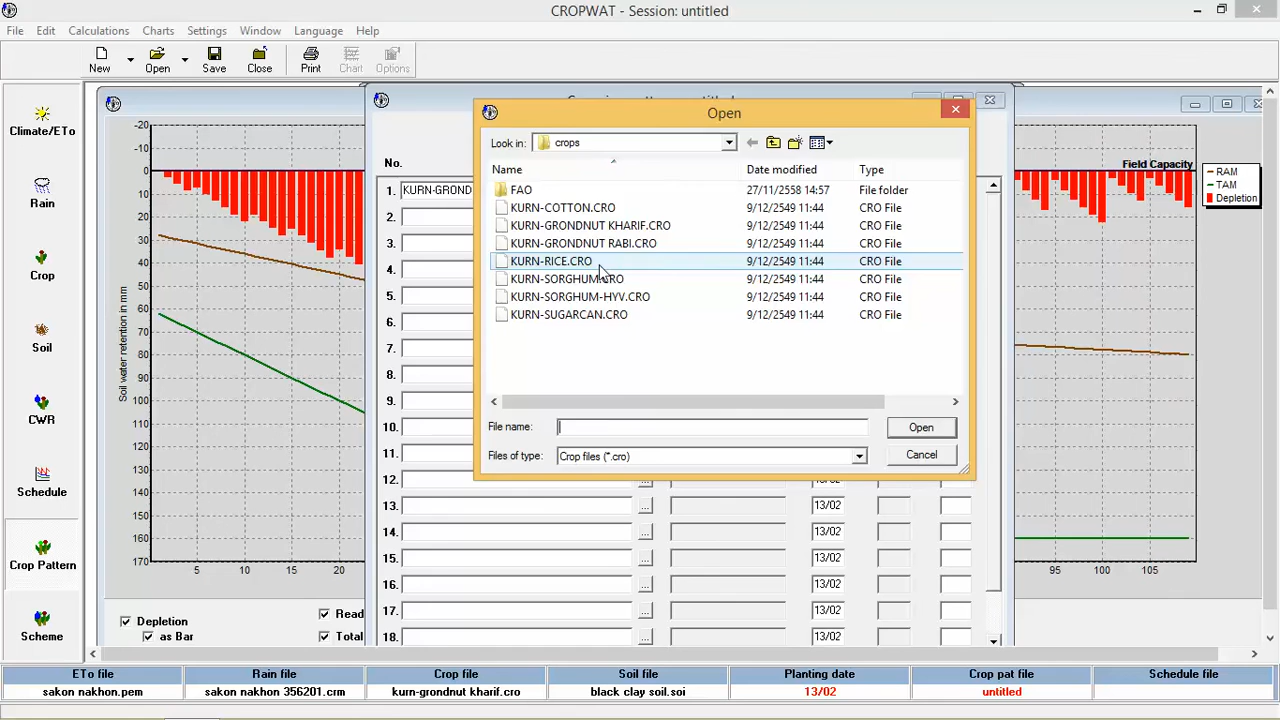 CROPWAT - Session: untitled
File Edit Calculations Charts Settings Window Language Help
New Open Save Close Print Chart Options
Climate/ETo
Rain
Crop
Soil
CWR
Schedule
Crop Pattern
Scheme
-20
0
10
20
30
40
50
60
70
80
90
100
110
120
130
140
150
160
170
Soil water retention in mm
5 10 15 20
Depletion
as Bar
Read
Total
No.
1. KURN-GROND
2.
3.
4.
5.
6.
7.
8.
9.
10.
11.
12. ... 13/02
13. ... 13/02
14. ... 13/02
15. ... 13/02
16. ... 13/02
17. ... 13/02
18. ... 13/02
Open
Look in: crops
Name Date modified Type
FAO 27/11/2558 14:57 File folder
KURN-COTTON.CRO 9/12/2549 11:44 CRO File
KURN-GRONDNUT KHARIF.CRO 9/12/2549 11:44 CRO File
KURN-GRONDNUT RABI.CRO 9/12/2549 11:44 CRO File
KURN-RICE.CRO 9/12/2549 11:44 CRO File
KURN-SORGHUM.CRO 9/12/2549 11:44 CRO File
KURN-SORGHUM-HYV.CRO 9/12/2549 11:44 CRO File
KURN-SUGARCAN.CRO 9/12/2549 11:44 CRO File
File name: Open
Files of type: Crop files (*.cro) Cancel
Field Capacity
RAM
TAM
Depletion
95 100 105
ETo file Rain file Crop file Soil file Planting date Crop pat file Schedule file
sakon nakhon.pem sakon nakhon 356201.crm kurn-grondnut kharif.cro black clay soil.soi 13/02 untitled